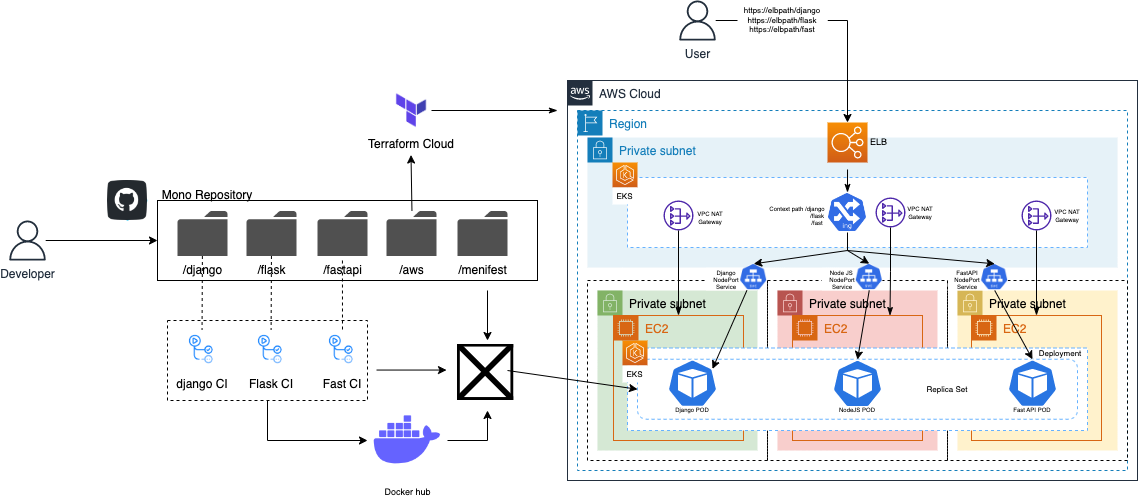 https://elbpath/django
https://elbpath/flask
https://elbpath/fast
User
aws
AWS Cloud
Region
Terraform Cloud
ELB
Private subnet
EKS
Mono Repository
VPC NAT
Gateway
Context path /django
/flask
/fast
ing
VPC NAT
Gateway
VPC NAT
Gateway
Developer
/django
/flask
/fastapi
/aws
/menifest
Django
NodePort
Service
svc
Node JS
NodePort
Service
svc
FastAPI
NodePort
Service
svc
Private subnet
Private subnet
Private subnet
EC2
EC2
EC2
EKS
Deployment
django CI
Flask CI
Fast CI
Replica Set
Django POD
NodeJS POD
Fast API POD
Docker hub